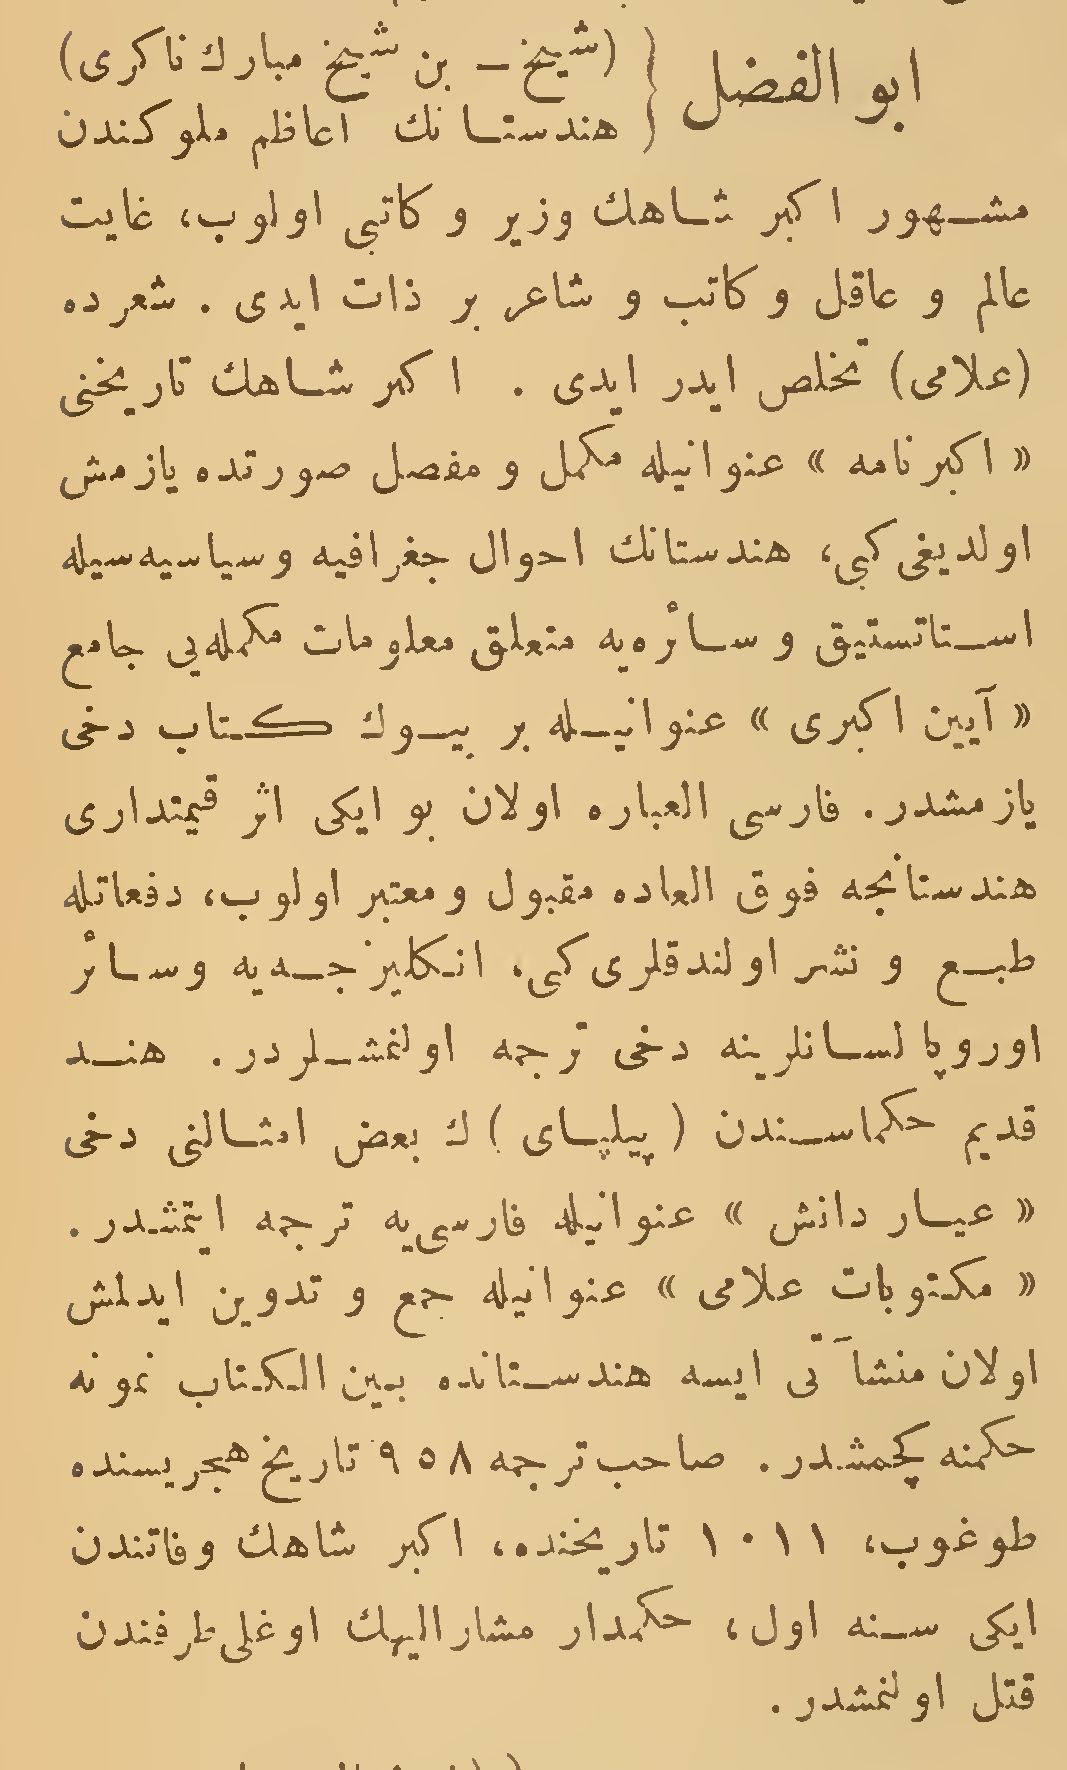 ابو الفضل { (شیخ ـ بن شیخ مبارك ناكری)
هندستانك اعاظم ملوكندن
مشهور اكبر شاهك وزیر و كاتبی اولوب، غایت
عالم و عاقل و كاتب و شاعر بر ذات ایدی . شعرده
(علامی) تخلص ایدر ایدی . اكبر شاهك تاریخنی
« اكبرنامه » عنوانیله مكمل و مفصل صورتده یازمش
اولدیغی كبی، هندستانك احوال جغرافیه و سیاسیه‌سیله
استاتستیق و سائره‌یه متعلق معلومات مكمله‌یی جامع
« آیین اكبری » عنوانیله بر بیوك كتاب دخی
یازمشدر. فارسی العباره اولان بو ایكی اثر قیمتداری
هندستانجه فوق العاده مقبول و معتبر اولوب، دفعاتله
طبع و نشر اولندقلری كبی، انكلیزجه‌یه و سائر
اوروپا لسانلرینه دخی ترجمه اولنمشلردر. هند
قدیم حكماسندن ( پیلپای )ك بعض امثالنی دخی
« عیار دانش » عنوانیله فارسی‌یه ترجمه ایتمشدر.
« مكتوبات علامی » عنوانیله جمع و تدوین ایدلمش
اولان منشآتی ایسه هندستانده بین الكتاب نمونه
حكمنه كچمشدر. صاحب ترجمه ۹۵۸ تاریخ هجریسنده
طوغوب، ۱۰۱۱ تاریخنده، اكبر شاهك وفاتندن
ایكی سنه اول، حكمدار مشار الیهك اوغلی طرفندن
قتل اولنمشدر.